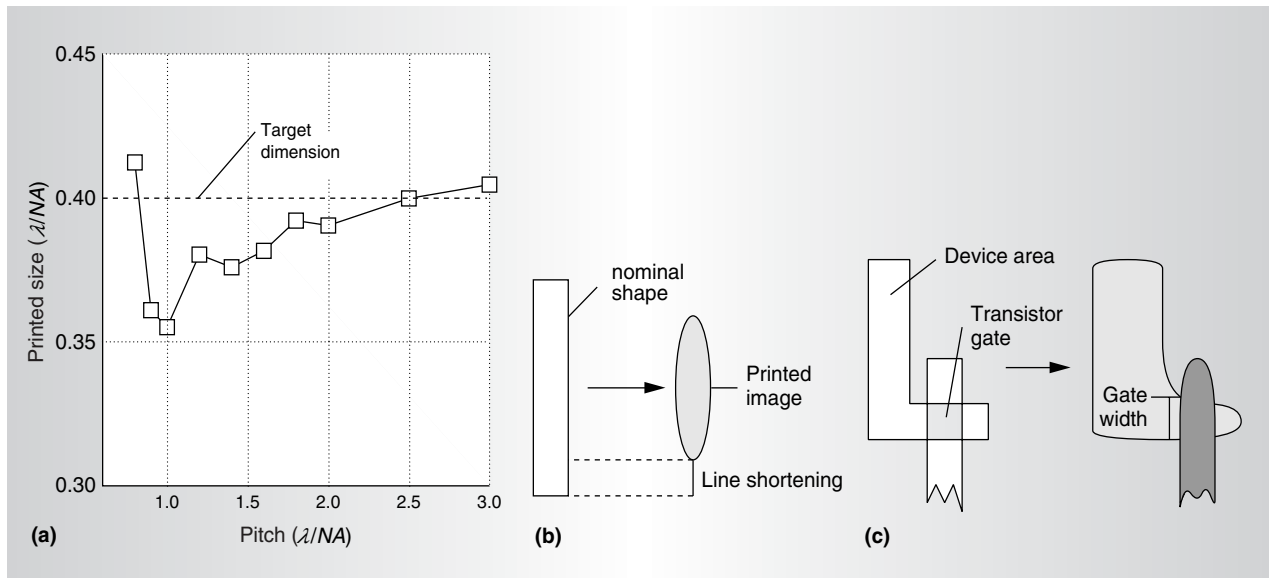 0.45
0.40
0.35
0.30
Printed size (λ/NA)
Target
dimension
1.0
1.5
2.0
2.5
3.0
Pitch (λ/NA)
(a)
nominal
shape
Printed
image
Line shortening
(b)
Device area
Transistor
gate
Gate
width
(c)